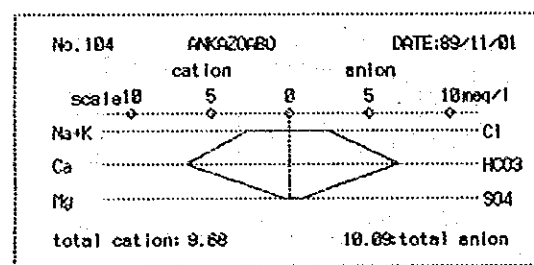 No.104 ANKAZOABO DATE:89/11/01
cation anion
scale10 5 0 5 10meq/l
Na+K Cl
Ca HCO3
Mg SO4
total cation: 9.68 10.09:total anion